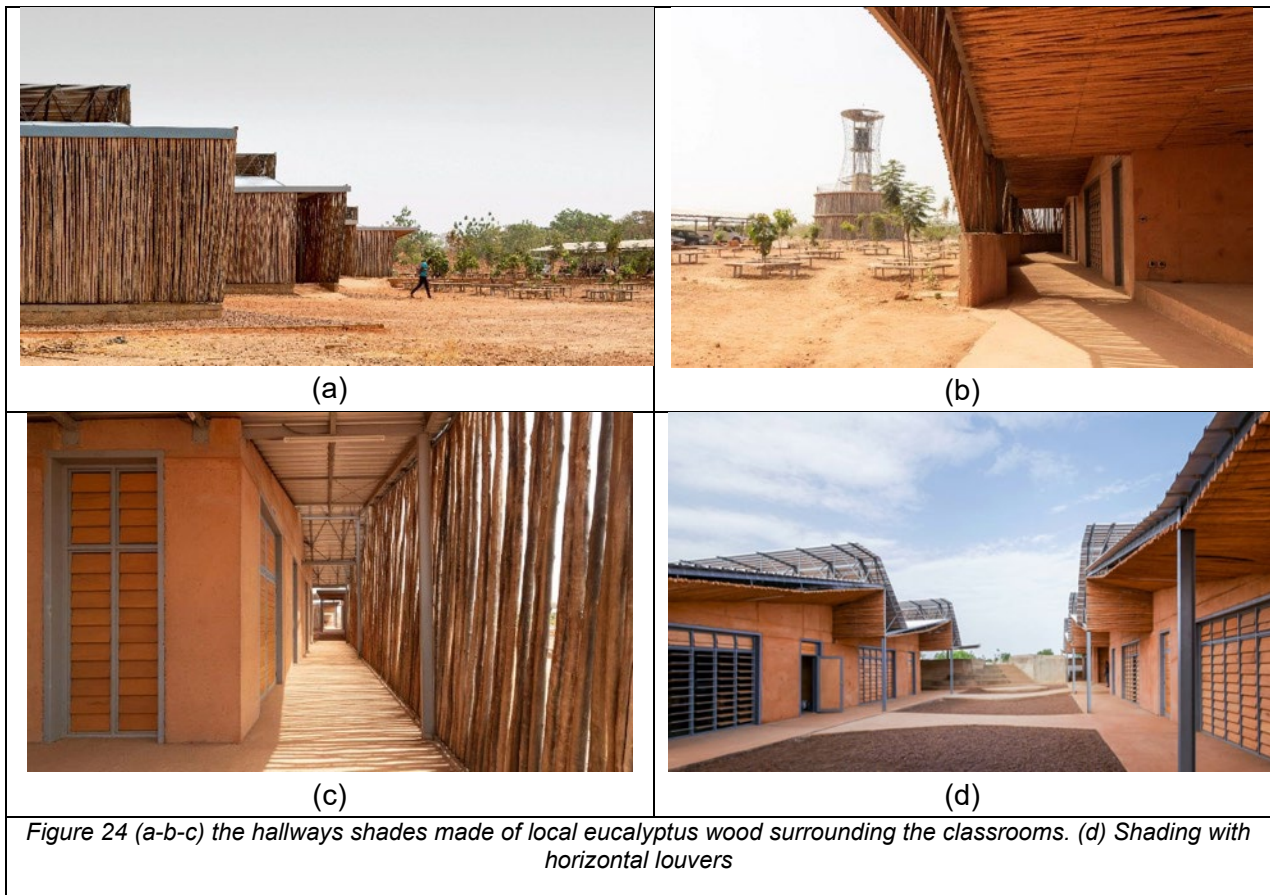 (a)
(b)
(c)
(d)
Figure 24 (a-b-c) the hallways shades made of local eucalyptus wood surrounding the classrooms. (d) Shading with
horizontal louvers